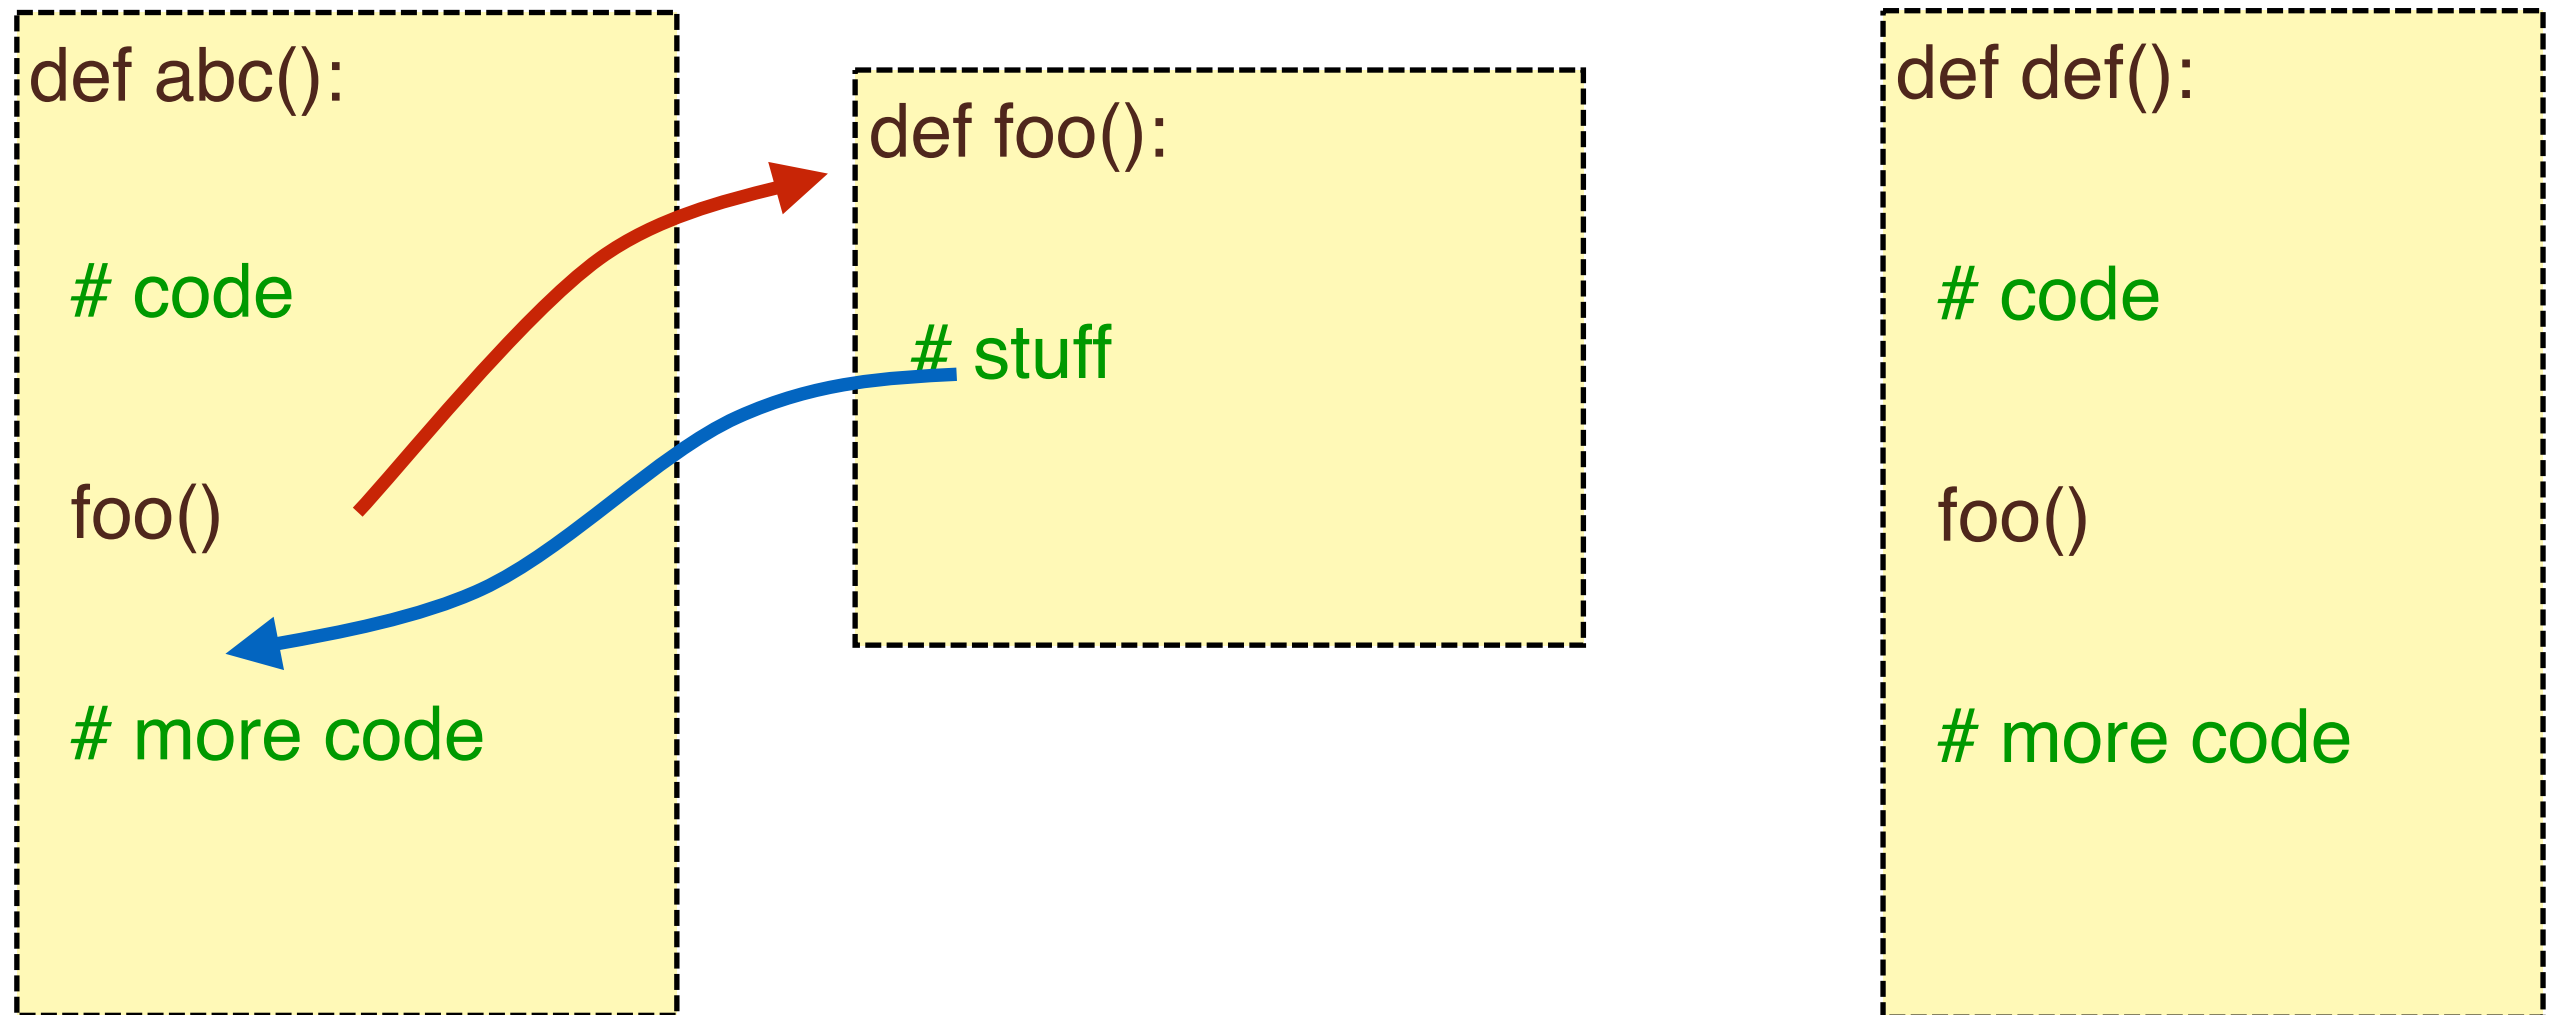 def abc():
# code
foo()
# more code
def foo():
# stuff
def def():
# code
foo()
# more code